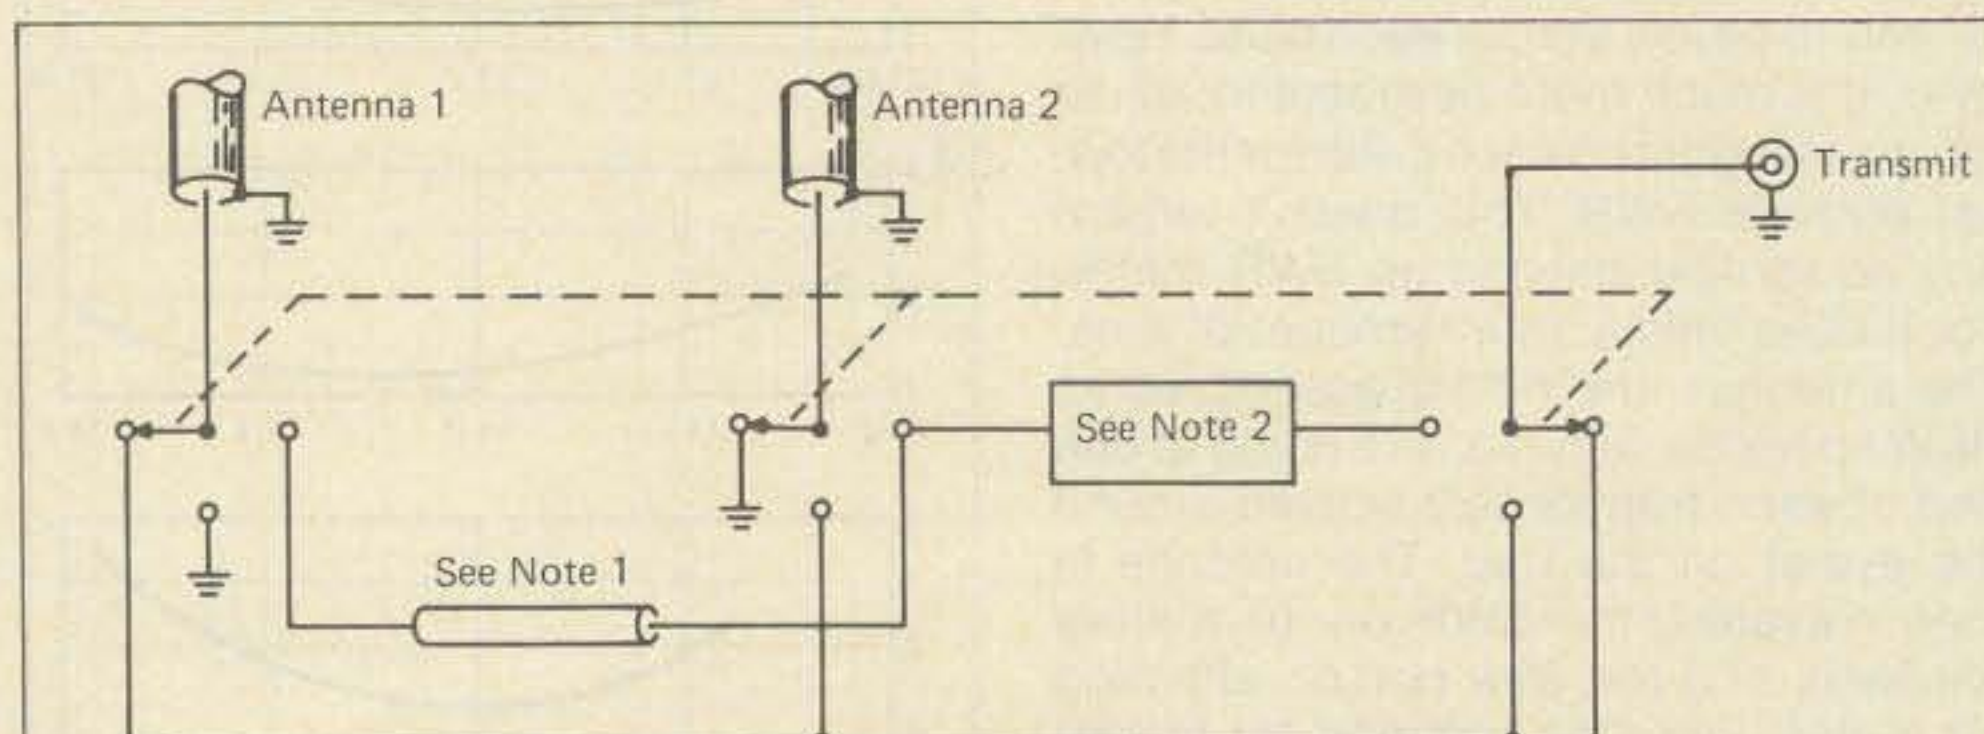 Antenna 1
Antenna 2
Transmit
See Note 2
See Note 1